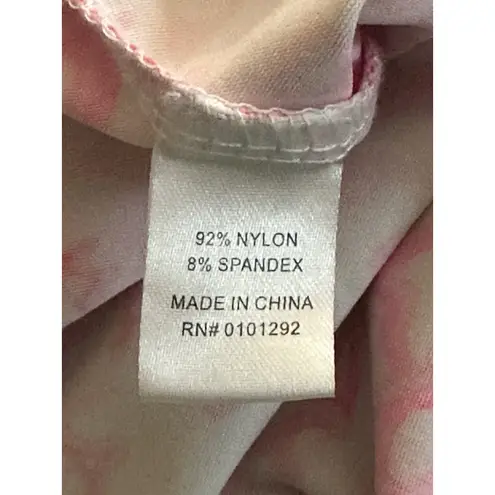 92% NYLON
8% SPANDEX
MADE IN CHINA
RN# 0101292